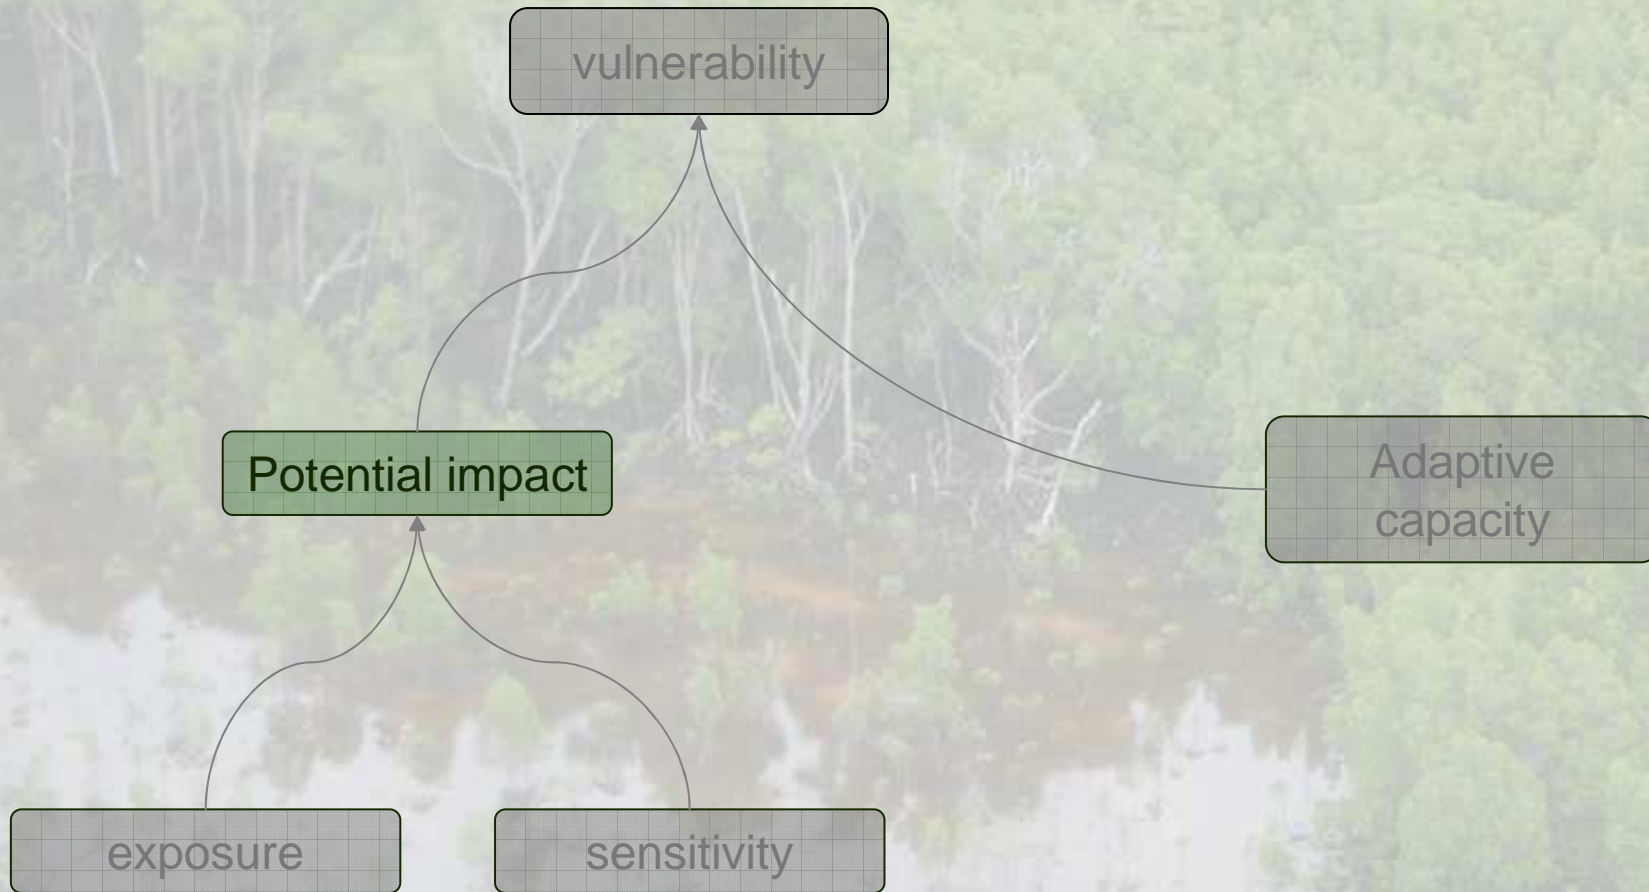 vulnerability
Potential impact
Adaptive
capacity
exposure
sensitivity